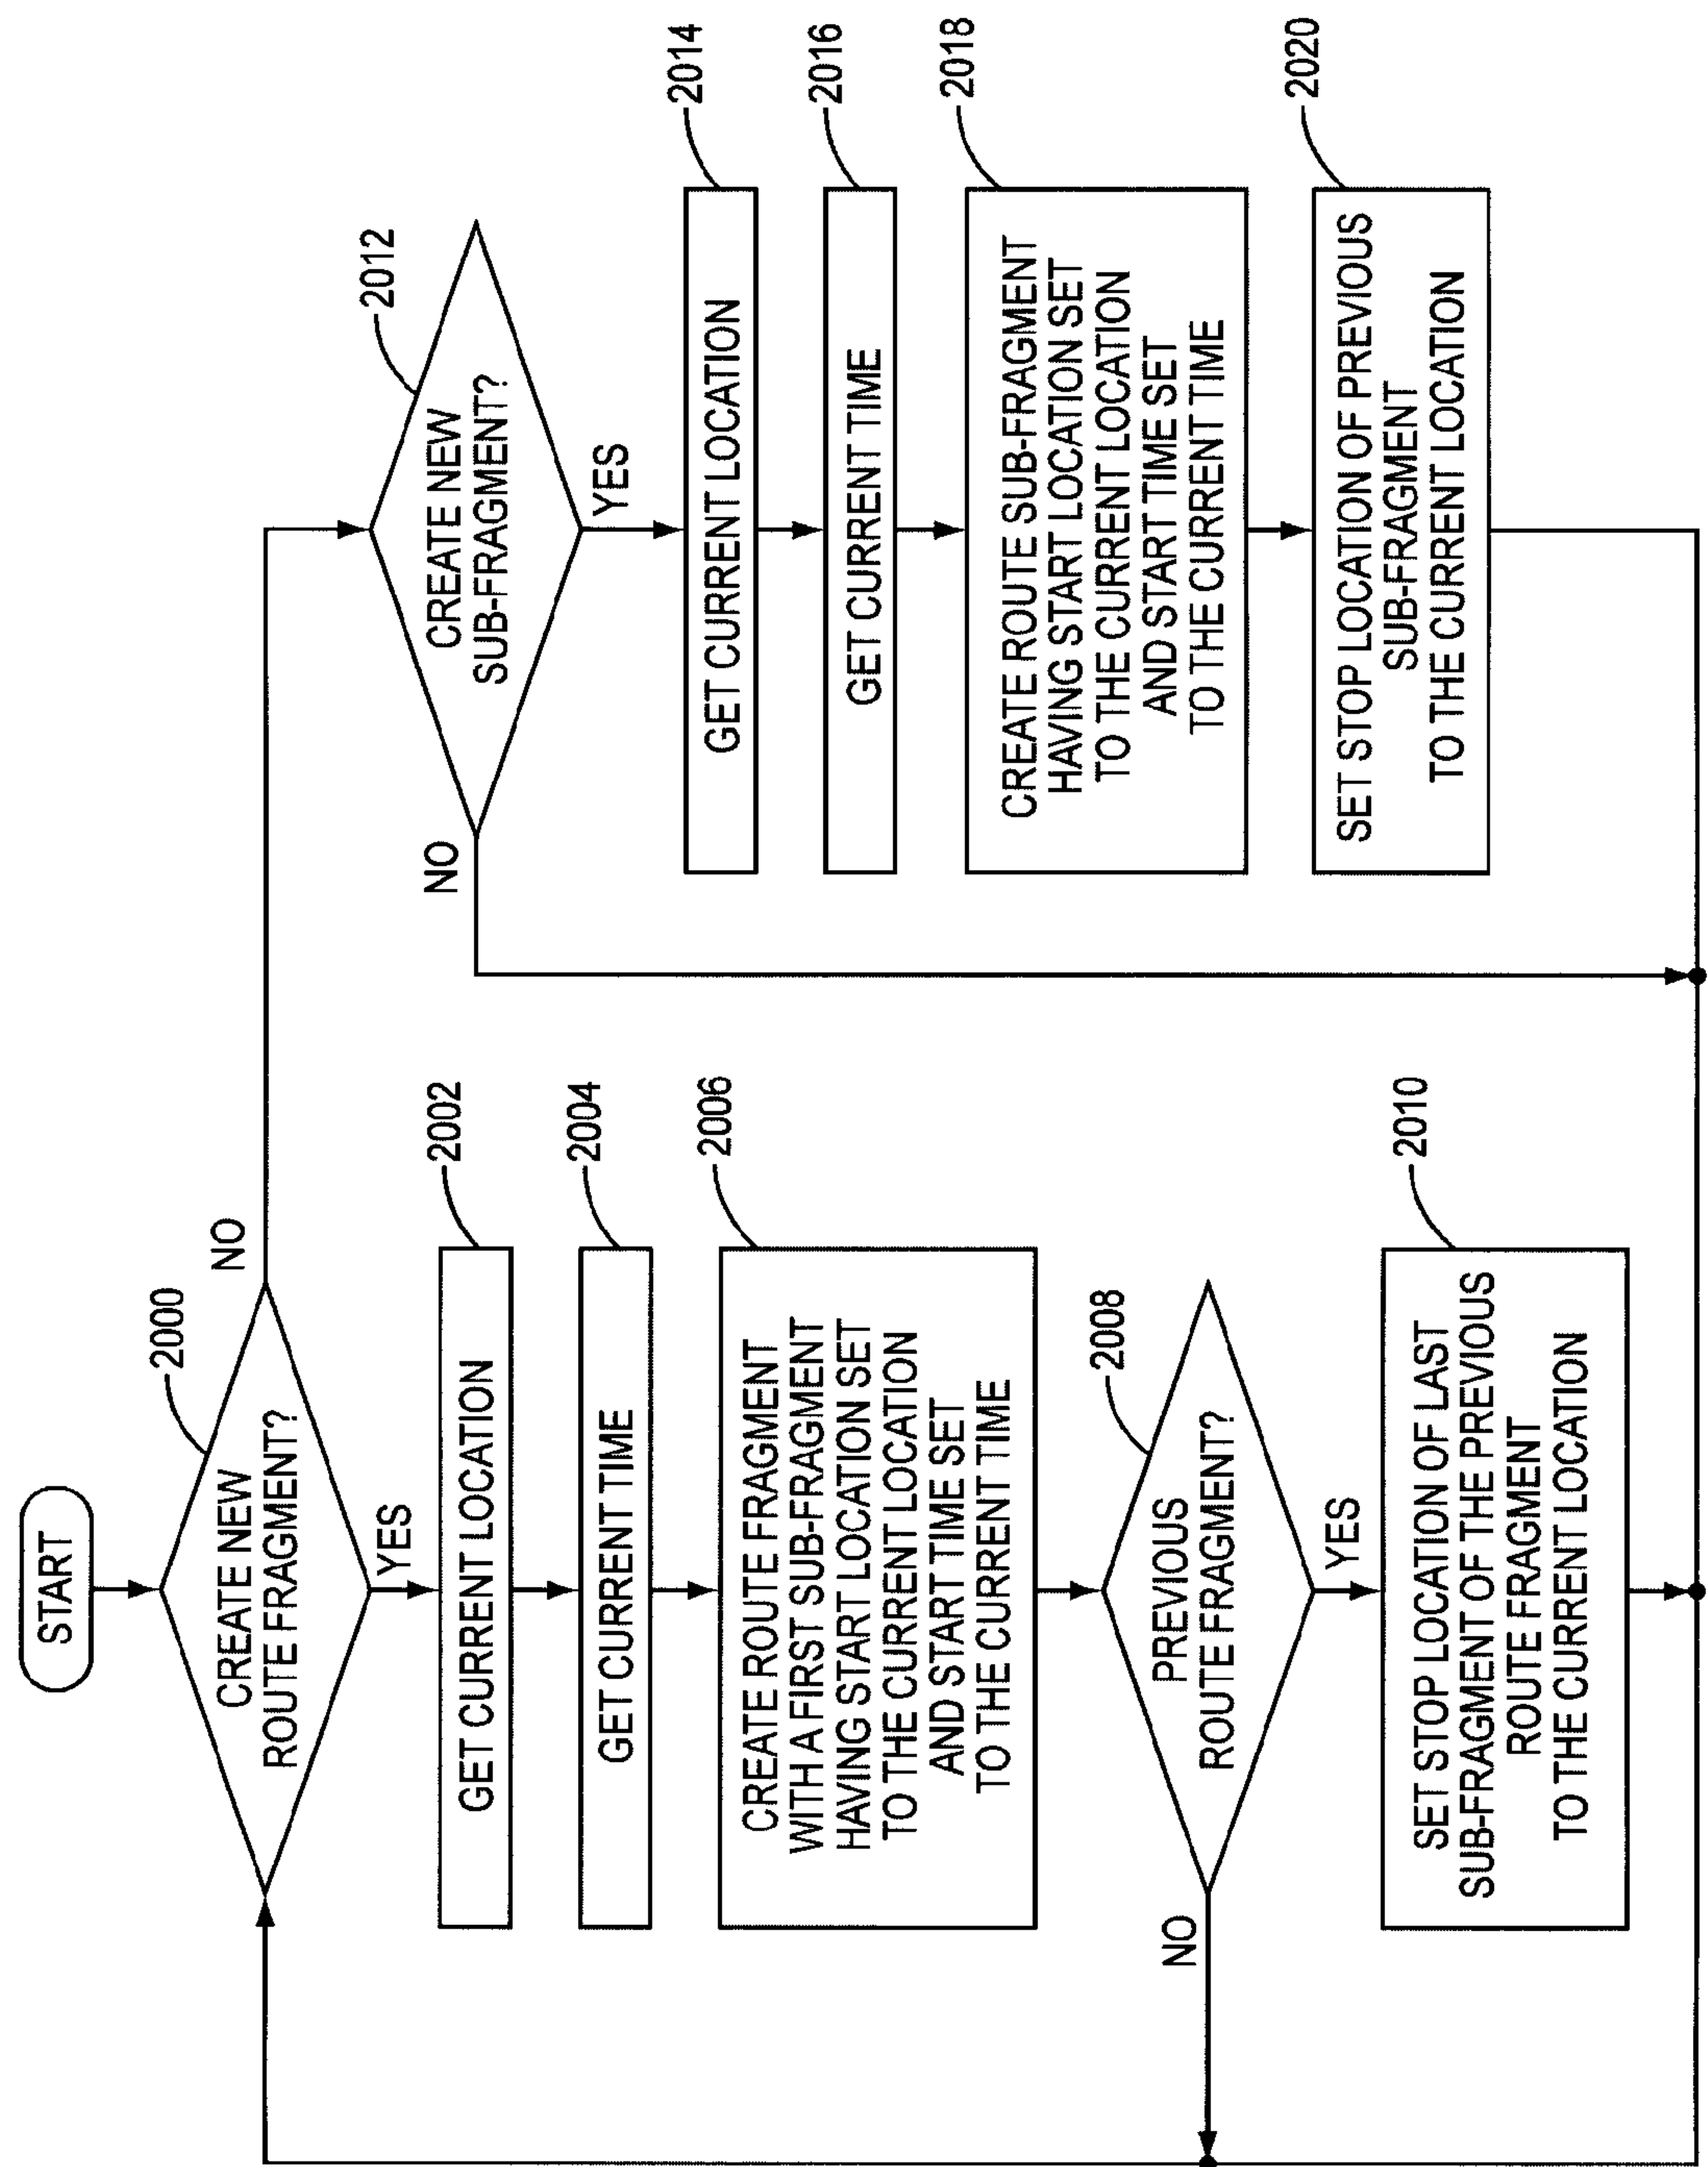 START
2000
CREATE NEW
ROUTE FRAGMENT?
NO
YES
2002
GET CURRENT LOCATION
2004
GET CURRENT TIME
2006
CREATE ROUTE FRAGMENT
WITH A FIRST SUB-FRAGMENT
HAVING START LOCATION SET
TO THE CURRENT LOCATION
AND START TIME SET
TO THE CURRENT TIME
2008
PREVIOUS
ROUTE FRAGMENT?
NO
YES
2010
SET STOP LOCATION OF LAST
SUB-FRAGMENT OF THE PREVIOUS
ROUTE FRAGMENT
TO THE CURRENT LOCATION
2012
CREATE NEW
SUB-FRAGMENT?
NO
YES
2014
GET CURRENT LOCATION
2016
GET CURRENT TIME
2018
CREATE ROUTE SUB-FRAGMENT
HAVING START LOCATION SET
TO THE CURRENT LOCATION
AND START TIME SET
TO THE CURRENT TIME
2020
SET STOP LOCATION OF PREVIOUS
SUB-FRAGMENT
TO THE CURRENT LOCATION